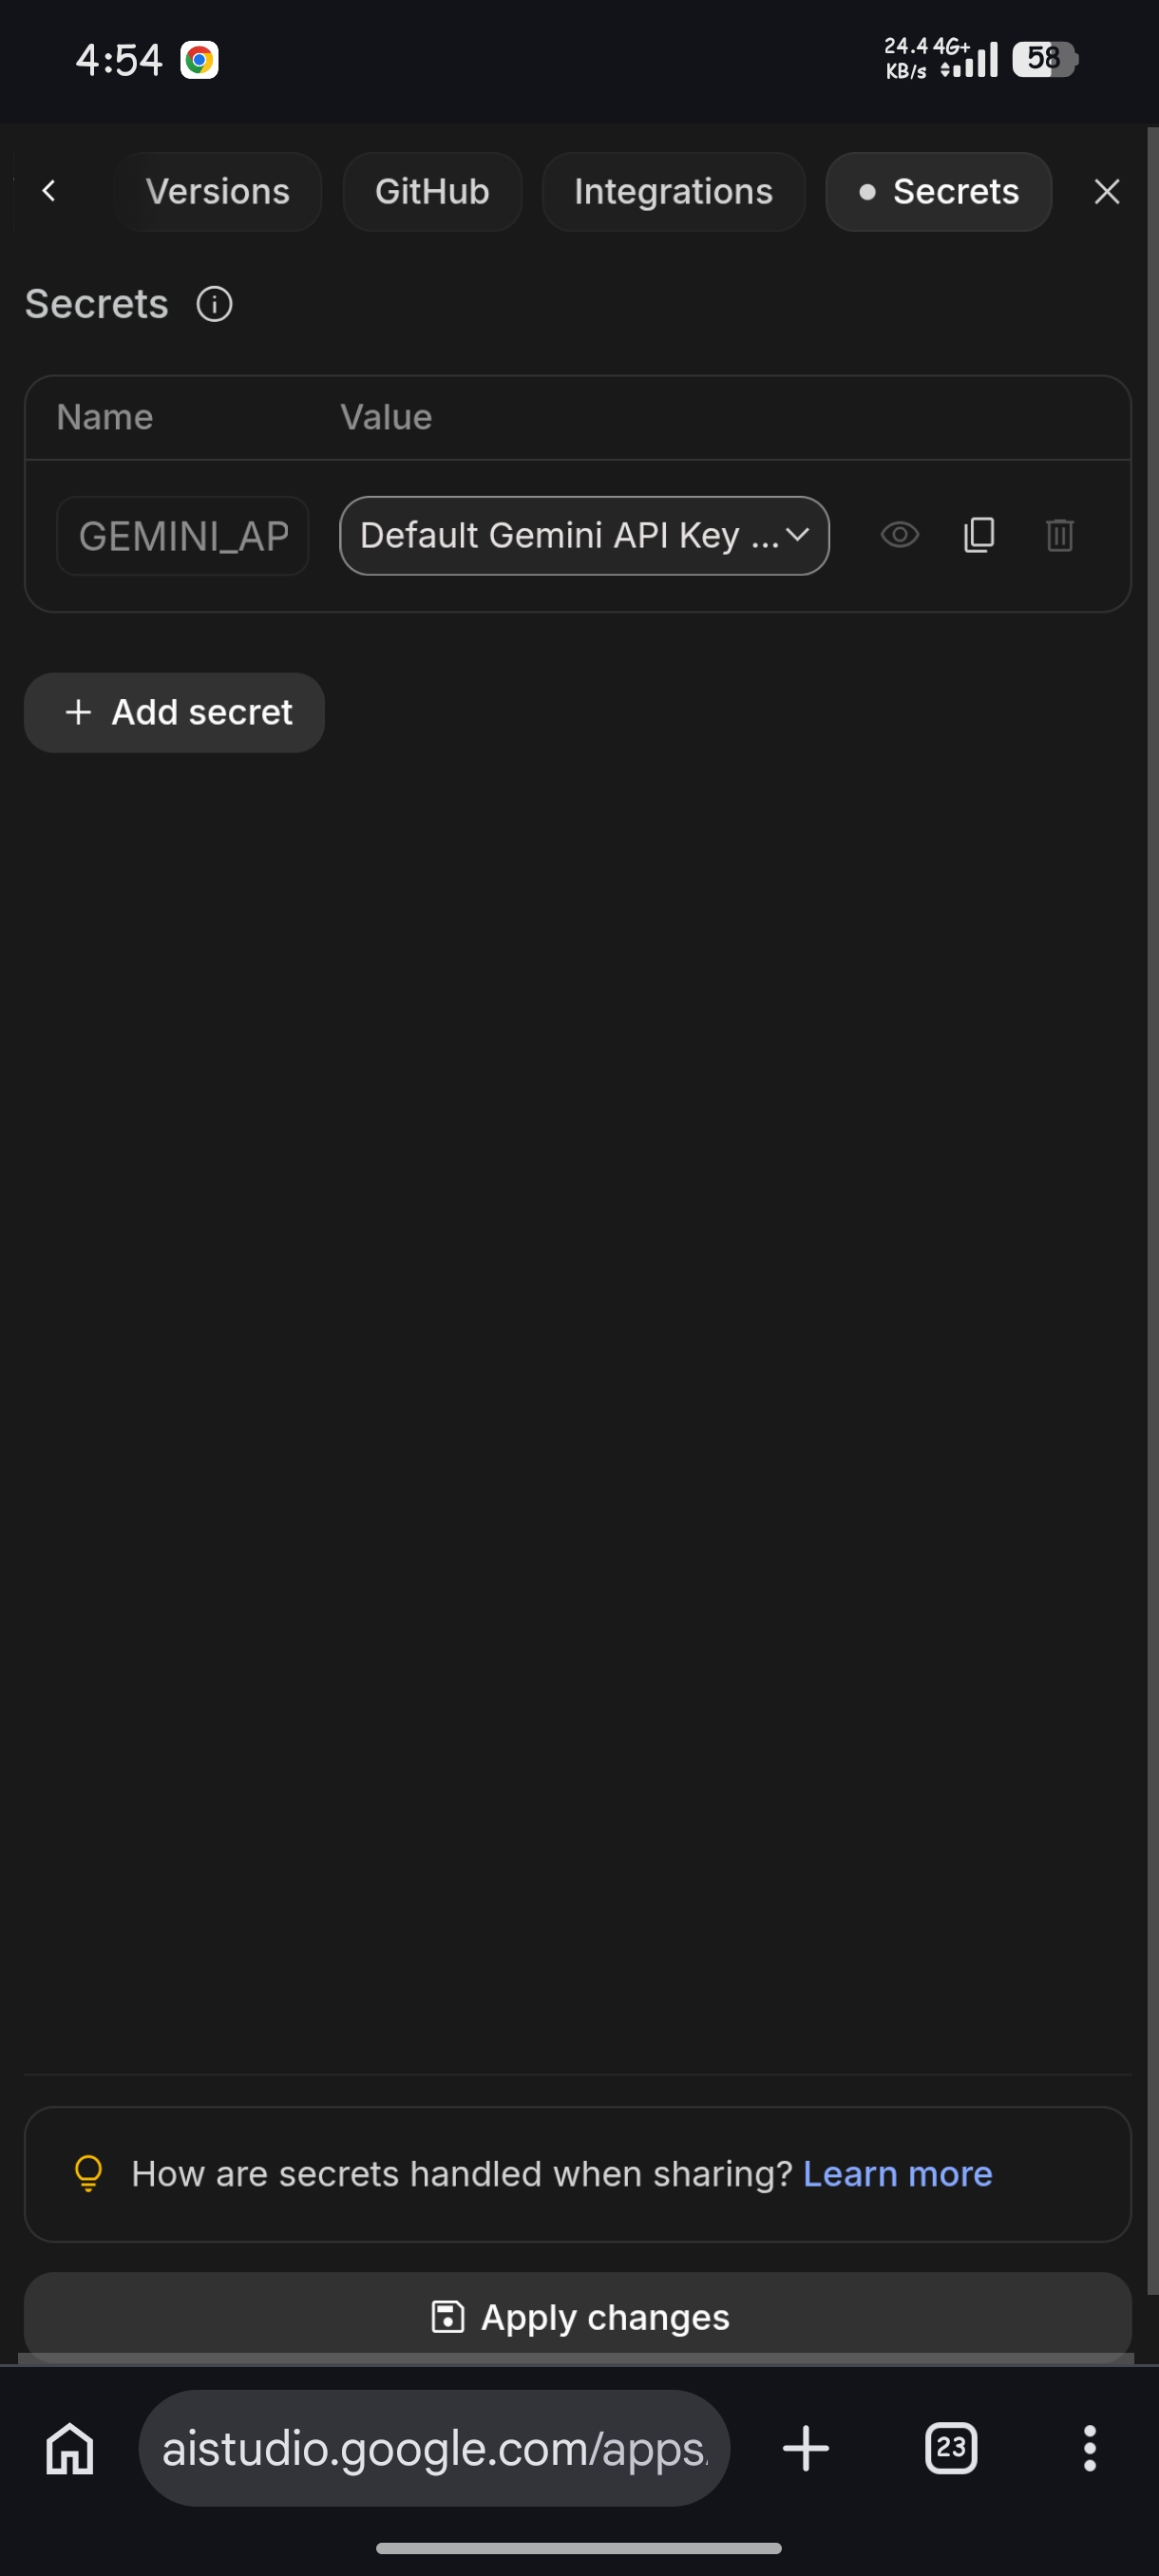 4:54
24.4 4G+
KB/s
58
Versions
GitHub
Integrations
Secrets
Secrets
Name
Value
GEMINI_AP
Default Gemini API Key ...
+ Add secret
How are secrets handled when sharing? Learn more
Apply changes
aistudio.google.com/apps
23